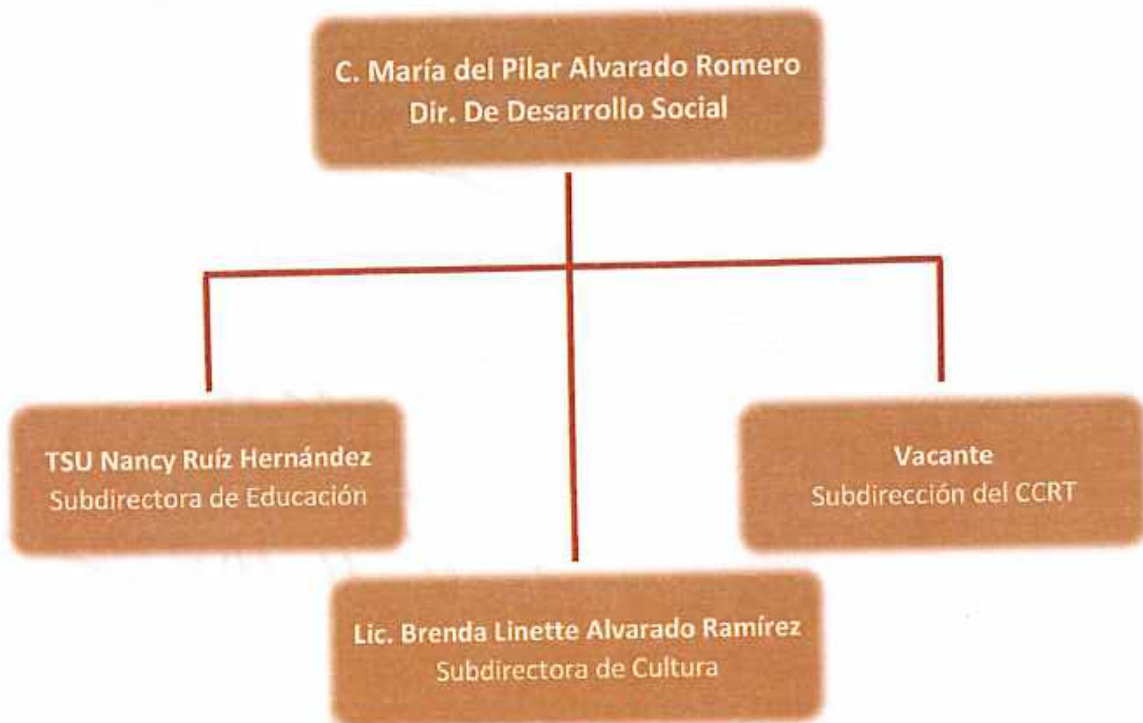 C. María del Pilar Alvarado Romero
Dir. De Desarrollo Social
TSU Nancy Ruíz Hernández
Subdirectora de Educación
Vacante
Subdirección del CCRT
Lic. Brenda Linette Alvarado Ramírez
Subdirectora de Cultura